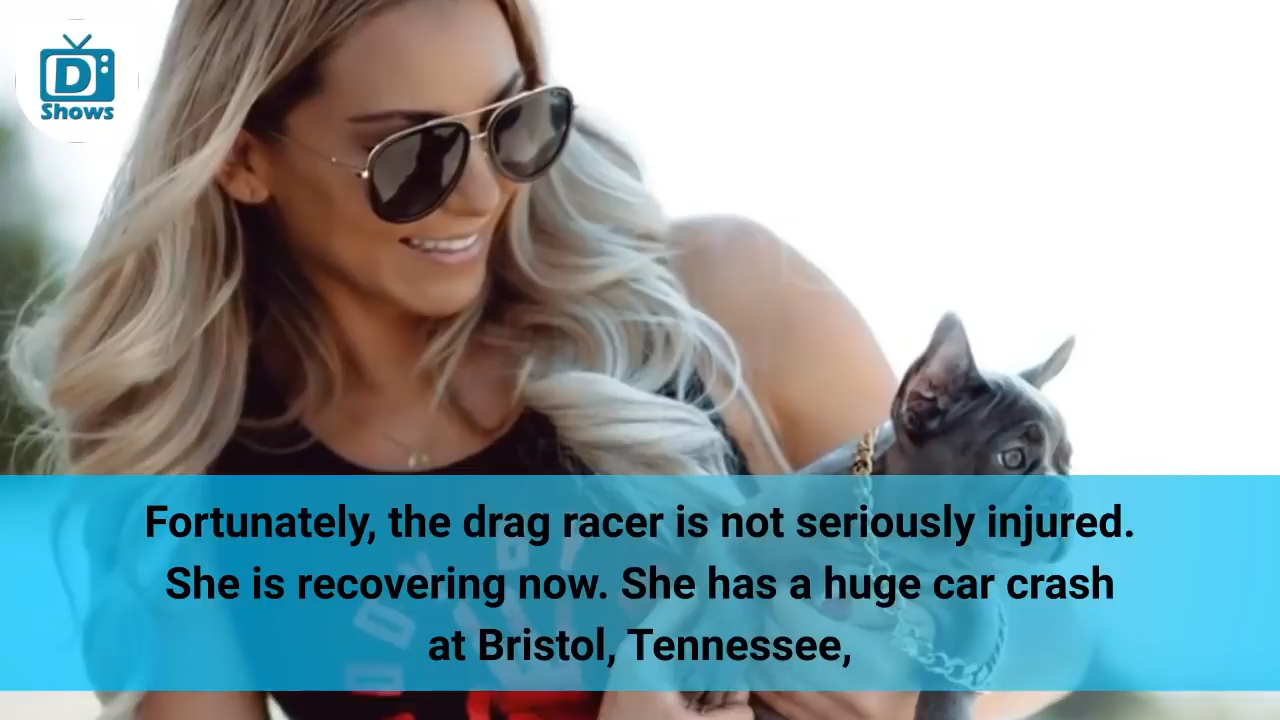 D
Shows
Fortunately, the drag racer is not seriously injured.
She is recovering now. She has a huge car crash
at Bristol, Tennessee,